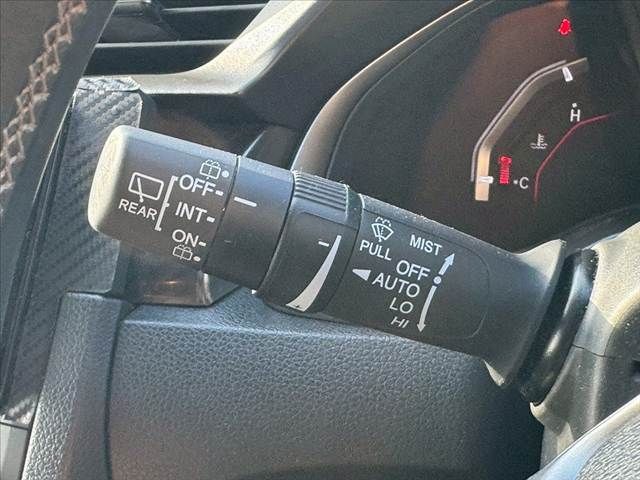 OFF
INT
ON
REAR
PULL
MIST
OFF
AUTO
LO
HI
H
C